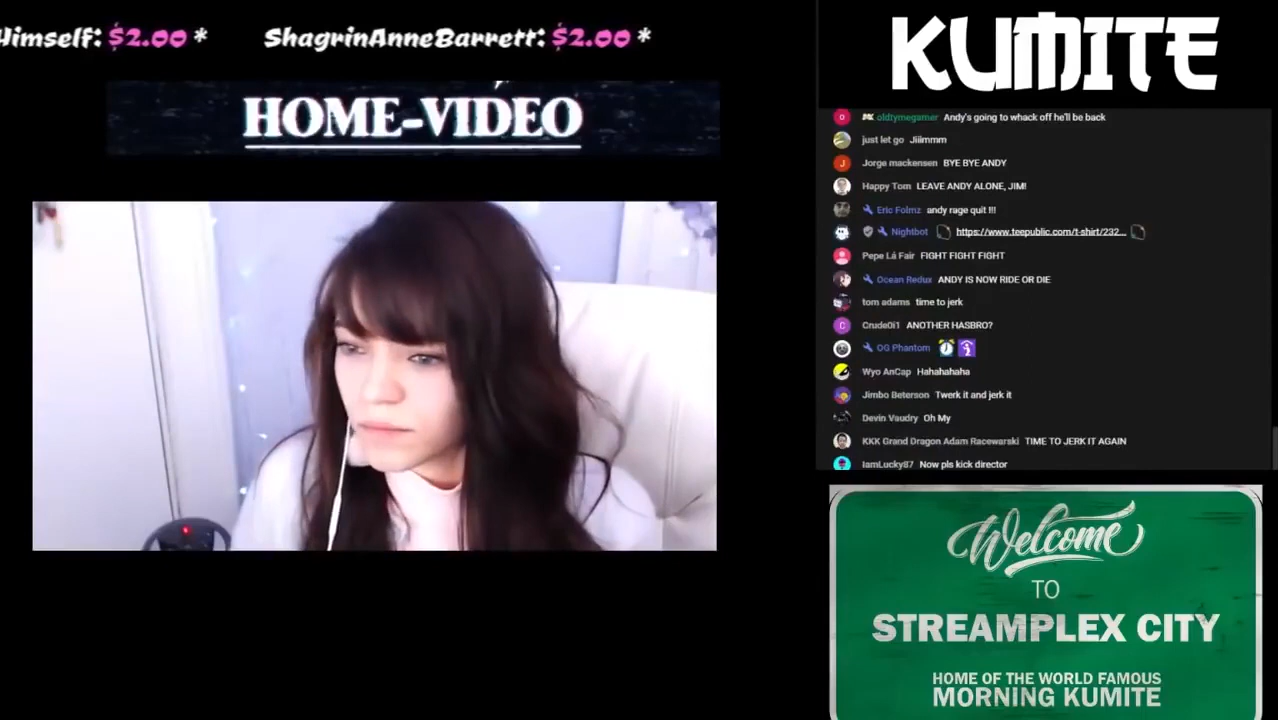 Himself: $2.00 *
ShagrinAnneBarrett: $2.00 *
HOME-VIDEO
KUMITE
oldtymegamer Andy's going to whack off he'll be back
just let go Jiiimmm
Jorge mackensen BYE BYE ANDY
Happy Tom LEAVE ANDY ALONE, JIM!
Eric Folmz andy rage quit !!!
Nightbot https://www.teepublic.com/t-shirt/232...
Pepe Lá Fair FIGHT FIGHT FIGHT
Ocean Redux ANDY IS NOW RIDE OR DIE
tom adams time to jerk
Crude0i1 ANOTHER HASBRO?
OG Phantom
Wyo AnCap Hahahahaha
Jimbo Beterson Twerk it and jerk it
Devin Vaudry Oh My
KKK Grand Dragon Adam Racewarski TIME TO JERK IT AGAIN
IamLucky87 Now pls kick director
Welcome
TO
STREAMPLEX CITY
HOME OF THE WORLD FAMOUS
MORNING KUMITE